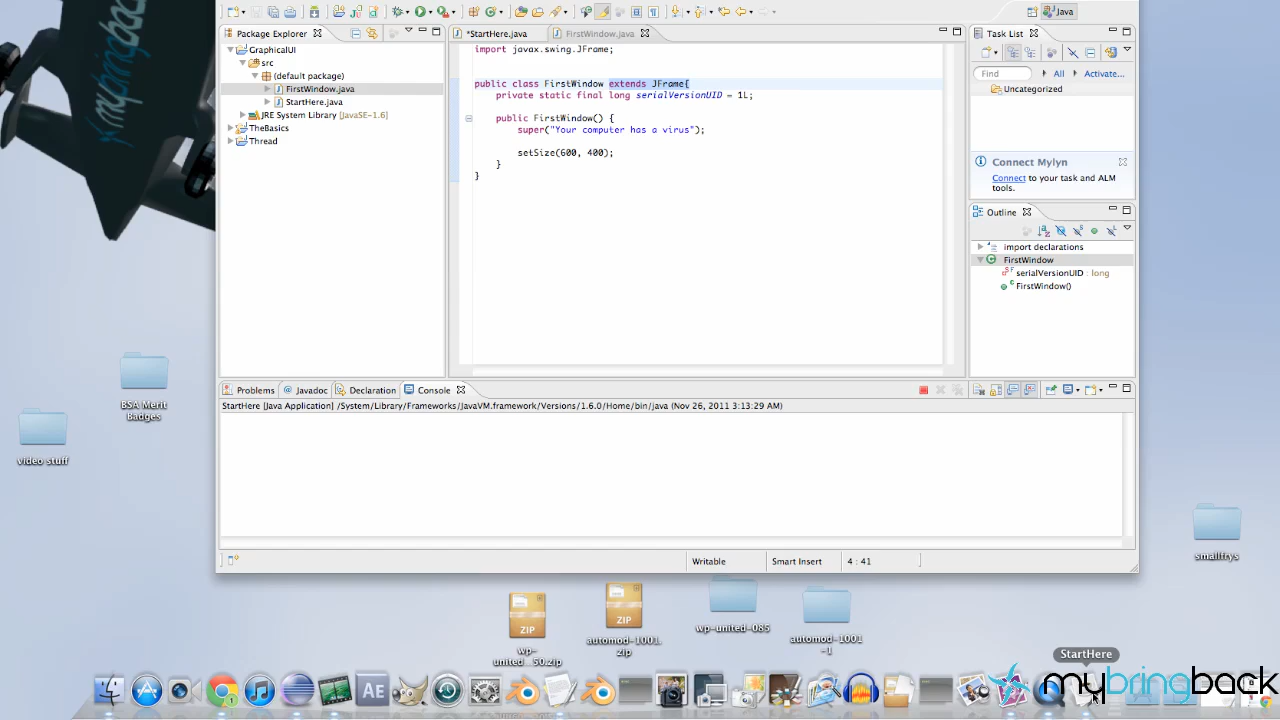 mybringback
Java
Package Explorer
*StartHere.java
FirstWindow.java
Task List
GraphicalUI
src
(default package)
FirstWindow.java
StartHere.java
JRE System Library [JavaSE-1.6]
TheBasics
Thread
import javax.swing.JFrame;
public class FirstWindow extends JFrame{
private static final long serialVersionUID = 1L;
public FirstWindow() {
super("Your computer has a virus");
setSize(600, 400);
}
}
Find
All
Activate...
Uncategorized
Connect Mylyn
Connect to your task and ALM
tools.
Outline
import declarations
FirstWindow
serialVersionUID : long
FirstWindow()
Problems
Javadoc
Declaration
Console
StartHere [Java Application] /System/Library/Frameworks/JavaVM.framework/Versions/1.6.0/Home/bin/java (Nov 26, 2011 3:13:29 AM)
Writable
Smart Insert
4 : 41
BSA Merit
Badges
video stuff
smallfrys
ZIP
wp-
united...50.zip
ZIP
automod-1001.
zip
wp-united-085
automod-1001
-1
StartHere
AE
mybringback